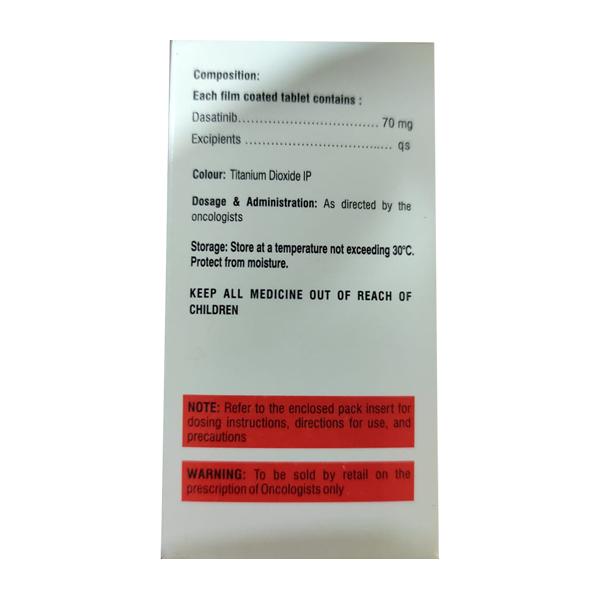 Composition:
Each film coated tablet contains :
Dasatinib................................. 70 mg
Excipients ................................... qs
Colour: Titanium Dioxide IP
Dosage & Administration: As directed by the
oncologists
Storage: Store at a temperature not exceeding 30°C.
Protect from moisture.
KEEP ALL MEDICINE OUT OF REACH OF
CHILDREN
NOTE: Refer to the enclosed pack insert for
dosing instructions, directions for use, and
precautions
WARNING: To be sold by retail on the
prescription of Oncologists only